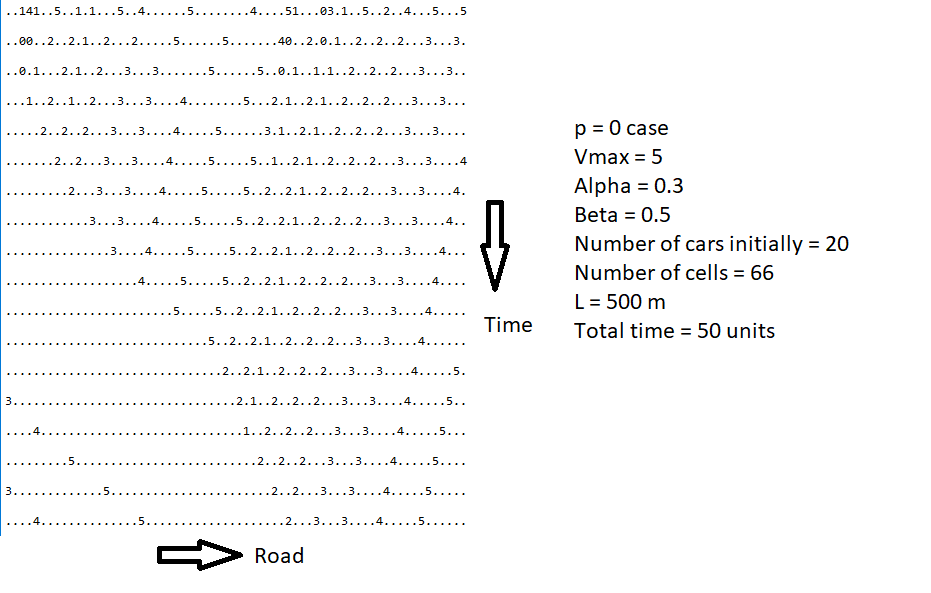 ..141..5..1.1...5..4......5........4....51...03.1..5..2..4...5...5
..00..2..2.1..2...2.....5......5.......40..2.0.1..2..2..2...3...3.
..0.1...2.1..2...3...3.......5......5..0.1..1.1..2..2..2...3...3..
...1..2..1..2...3...3....4........5...2.1..2.1..2..2..2...3...3...
.....2..2..2...3...3....4.....5......3.1..2.1..2..2..2...3...3....
.......2..2...3...3....4.....5.....5..1..2.1..2..2..2...3...3....4
.........2...3...3....4.....5.....5..2..2.1..2..2..2...3...3....4.
............3...3....4.....5.....5..2..2.1..2..2..2...3...3....4..
...............3....4.....5.....5..2..2.1..2..2..2...3...3....4...
...................4.....5.....5..2..2.1..2..2..2...3...3....4....
........................5.....5..2..2.1..2..2..2...3...3....4.....
.............................5..2..2.1..2..2..2...3...3....4......
...............................2..2.1..2..2..2...3...3....4.....5.
3................................2.1..2..2..2...3...3....4.....5..
....4.............................1..2..2..2...3...3....4.....5...
.........5..........................2..2..2...3...3....4.....5....
3.............5.......................2..2...3...3....4.....5.....
....4..............5....................2...3...3....4.....5......
Road
Time
p = 0 case
Vmax = 5
Alpha = 0.3
Beta = 0.5
Number of cars initially = 20
Number of cells = 66
L = 500 m
Total time = 50 units